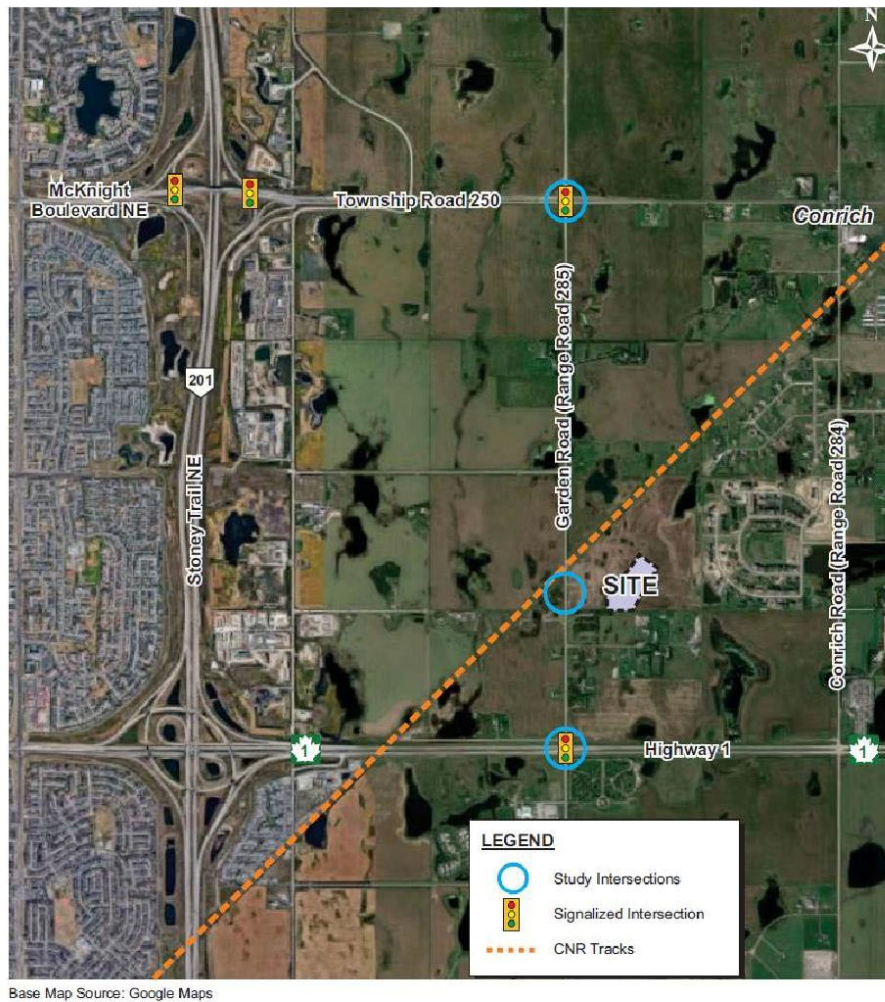 N
McKnight
Boulevard NE
Township Road 250
Conrich
Garden Road (Range Road 285)
201
Stoney Trail NE
Conrich Road (Range Road 284)
SITE
1
Highway 1
1
LEGEND
Study Intersections
Signalized Intersection
CNR Tracks
Base Map Source: Google Maps